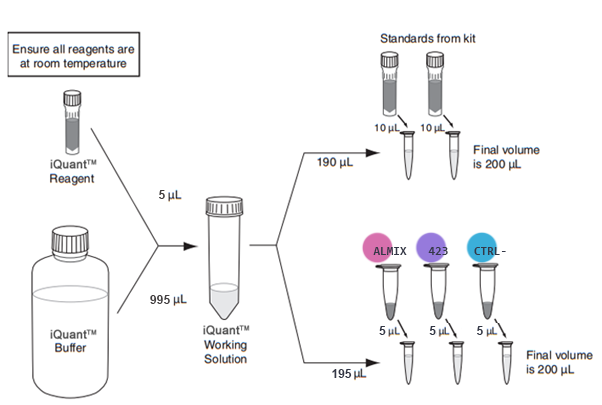 Ensure all reagents are
at room temperature
iQuant™
Reagent
5 µL
995 µL
iQuant™
Buffer
iQuant™
Working
Solution
190 µL
Standards from kit
10 µL
10 µL
Final volume
is 200 µL
ALMIX
423
CTRL-
5 µL
5 µL
5 µL
195 µL
Final volume
is 200 µL